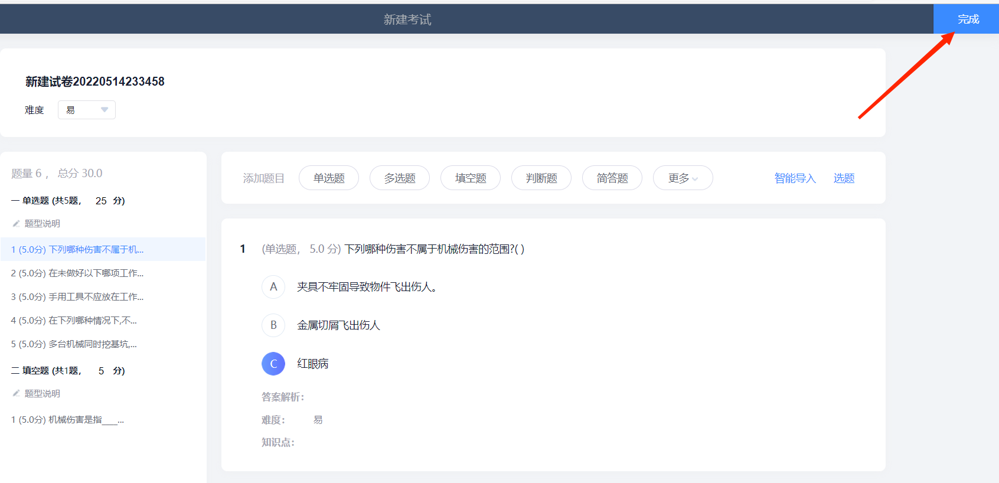 新建考试
完成
新建试卷20220514233458
难度 易
题量 6 , 总分 30.0
一 单选题 (共5题, 25 分)
题型说明
1 (5.0分) 下列哪种伤害不属于机...
2 (5.0分) 在未做好以下哪项工作...
3 (5.0分) 手用工具不应放在工作...
4 (5.0分) 在下列哪种情况下,不...
5 (5.0分) 多台机械同时挖基坑,...
二 填空题 (共1题, 5 分)
题型说明
1 (5.0分) 机械伤害是指____...
添加题目 单选题 多选题 填空题 判断题 简答题 更多 智能导入 选题
1 (单选题, 5.0 分) 下列哪种伤害不属于机械伤害的范围?( )
A 夹具不牢固导致物件飞出伤人。
B 金属切屑飞出伤人
C 红眼病
答案解析:
难度: 易
知识点: